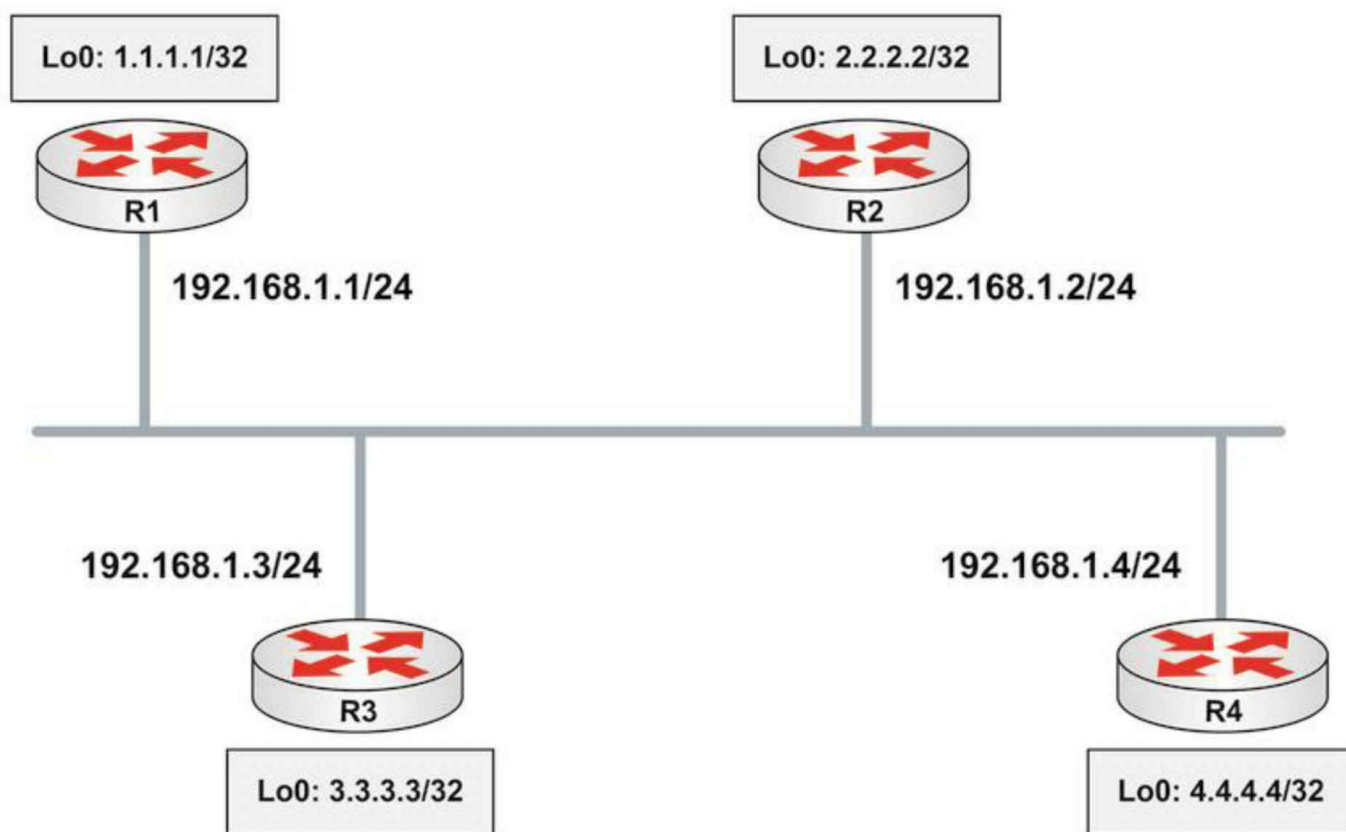 Lo0: 1.1.1.1/32
Lo0: 2.2.2.2/32
R1
R2
192.168.1.1/24
192.168.1.2/24
192.168.1.3/24
192.168.1.4/24
R3
R4
Lo0: 3.3.3.3/32
Lo0: 4.4.4.4/32